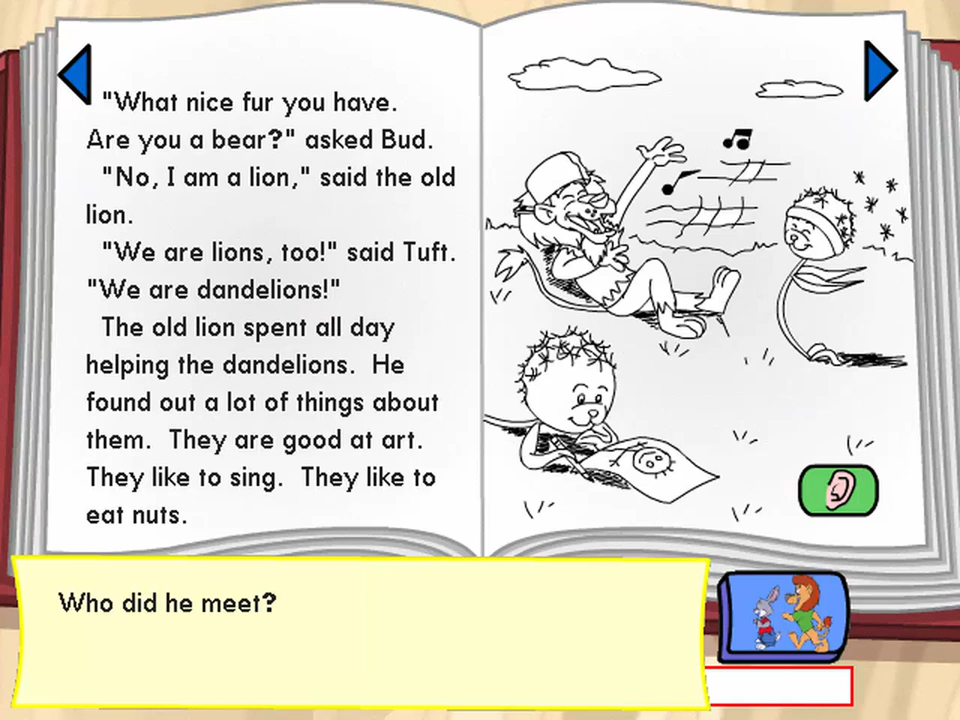 "What nice fur you have.
Are you a bear?" asked Bud.
"No, I am a lion," said the old
lion.
"We are lions, too!" said Tuft.
"We are dandelions!"
The old lion spent all day
helping the dandelions.  He
found out a lot of things about
them.  They are good at art.
They like to sing.  They like to
eat nuts.
Who did he meet?